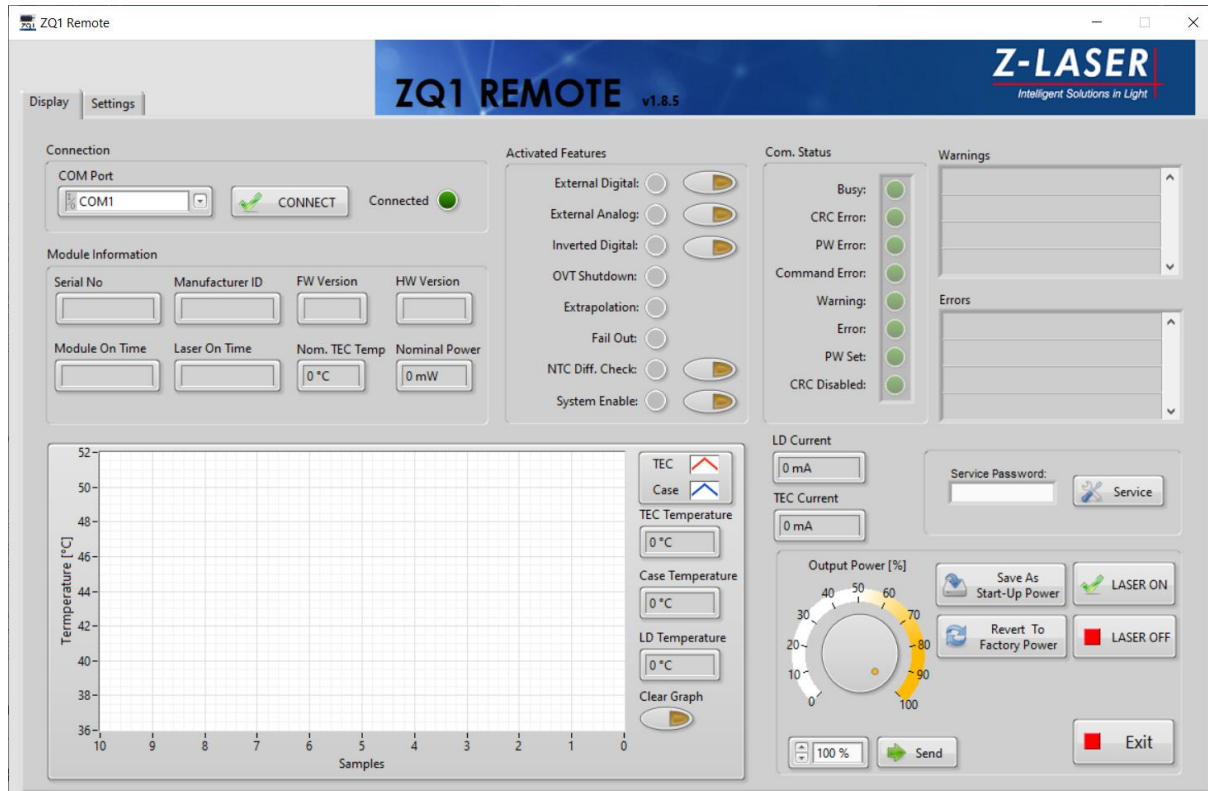 ZQ1 Remote
ZQ1 REMOTE v1.8.5
Z-LASER
Intelligent Solutions in Light
Display Settings
Connection
COM Port
COM1
CONNECT
Connected
Module Information
Serial No Manufacturer ID FW Version HW Version
Module On Time Laser On Time Nom. TEC Temp Nominal Power
0 °C 0 mW
Activated Features
External Digital:
External Analog:
Inverted Digital:
OVT Shutdown:
Extrapolation:
Fail Out:
NTC Diff. Check:
System Enable:
Com. Status
Busy:
CRC Error:
PW Error:
Command Error:
Warning:
Error:
PW Set:
CRC Disabled:
Warnings
Errors
Termperature [°C]
52
50
48
46
44
42
40
38
36
10 9 8 7 6 5 4 3 2 1 0
Samples
TEC
Case
TEC Temperature
0 °C
Case Temperature
0 °C
LD Temperature
0 °C
Clear Graph
LD Current
0 mA
TEC Current
0 mA
Service Password:
Service
Output Power [%]
0 10 20 30 40 50 60 70 80 90 100
100 %
Send
Save As
Start-Up Power
Revert To
Factory Power
LASER ON
LASER OFF
Exit